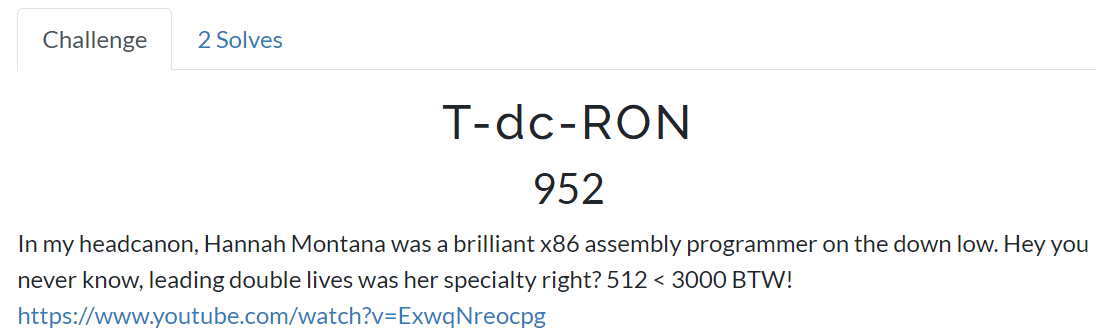 Challenge 2 Solves
T-dc-RON
952
In my headcanon, Hannah Montana was a brilliant x86 assembly programmer on the down low. Hey you
never know, leading double lives was her specialty right? 512 < 3000 BTW!
https://www.youtube.com/watch?v=ExwqNreocpg